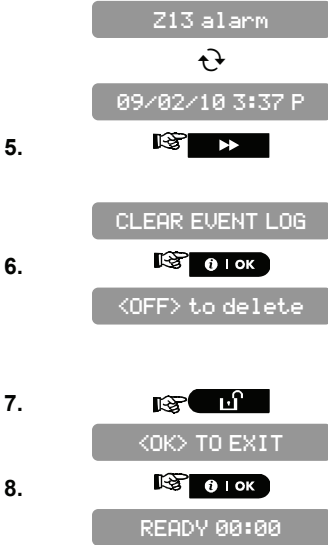 Z13 alarm
09/02/10 3:37 P
5.
CLEAR EVENT LOG
6. i | OK
<OFF> to delete
7.
<OK> TO EXIT
8. i | OK
READY 00:00